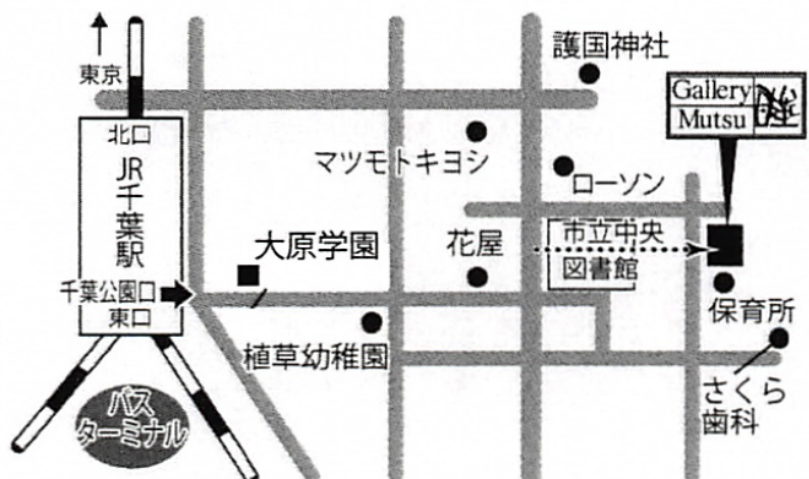 東京
護国神社
Gallery
Mutsu
北口
JR千葉駅
マツモトキヨシ
ローソン
大原学園
花屋
市立中央
図書館
千葉公園口
東口
保育所
植草幼稚園
さくら
歯科
バス
ターミナル